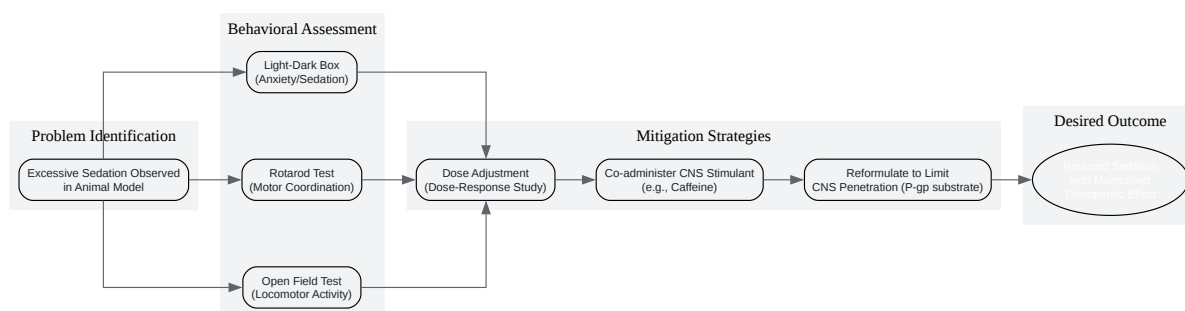 Behavioral Assessment
Light-Dark Box
(Anxiety/Sedation)
Problem Identification
Excessive Sedation Observed
in Animal Model
Rotarod Test
(Motor Coordination)
Open Field Test
(Locomotor Activity)
Mitigation Strategies
Dose Adjustment
(Dose-Response Study)
Co-administer CNS Stimulant
(e.g., Caffeine)
Reformulate to Limit
CNS Penetration (P-gp substrate)
Desired Outcome
Reduced Sedation
with Maintained
Therapeutic Effect